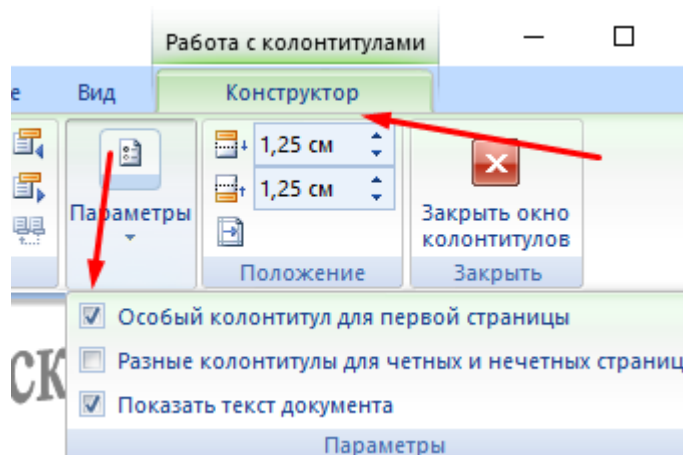 Работа с колонтитулами
е Вид Конструктор
1,25 см
1,25 см
Параметры
Закрыть окно
колонтитулов
Положение Закрыть
Особый колонтитул для первой страницы
Разные колонтитулы для четных и нечетных страниц
Показать текст документа
Параметры
ск